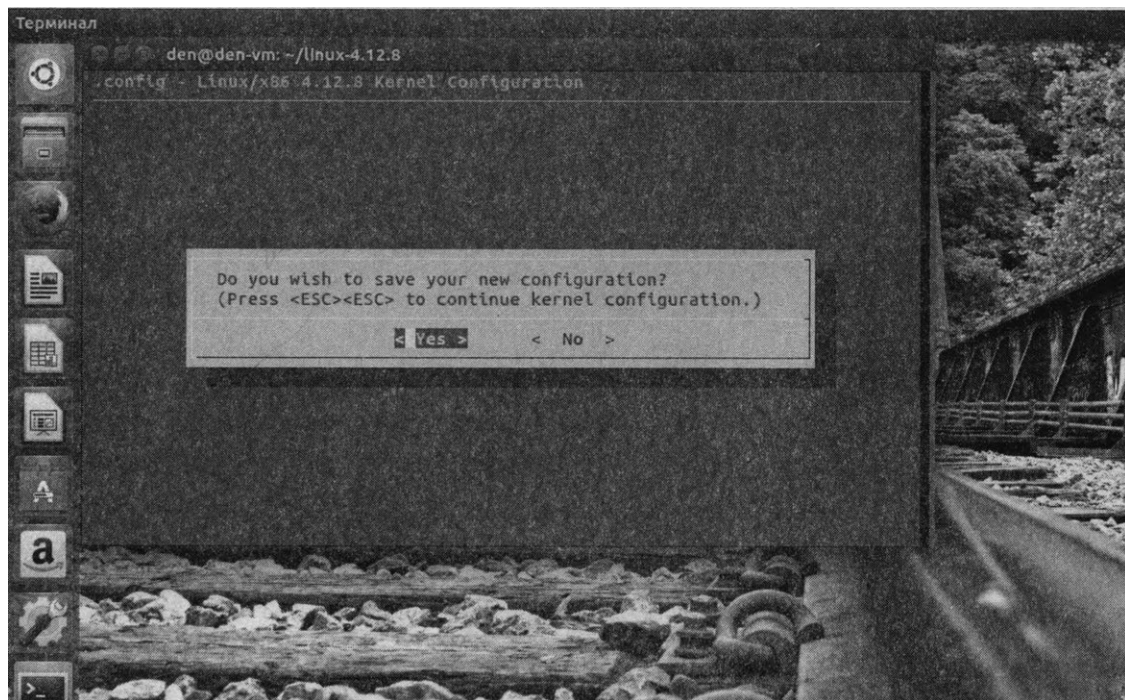 Терминал
den@den-vm: ~/linux-4.12.8
.config - Linux/x86 4.12.8 Kernel Configuration
Do you wish to save your new configuration?
(Press <ESC><ESC> to continue kernel configuration.)
< Yes > < No >
A
a
>_